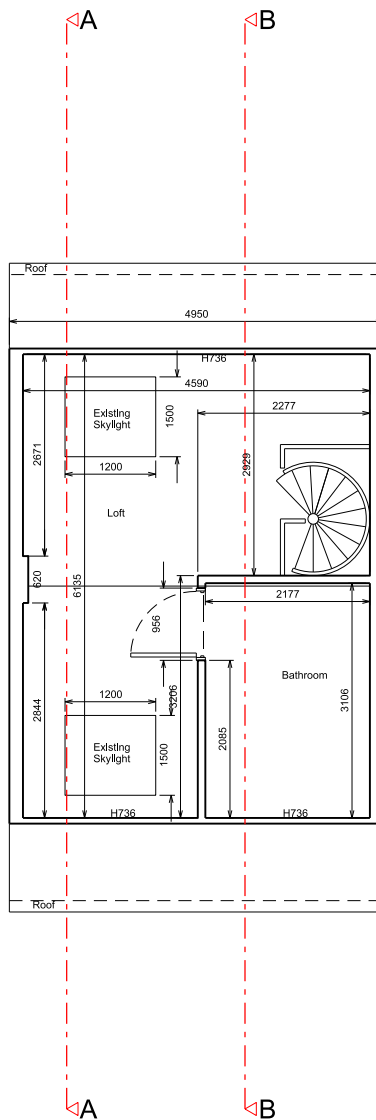 A
B
Roof
4950
H736
4590
Existing
Skylight
1500
2277
2671
2929
1200
Loft
620
6135
2177
956
3206
Bathroom
3106
1200
2844
Existing
Skylight
1500
2085
H736
H736
Roof
A
B